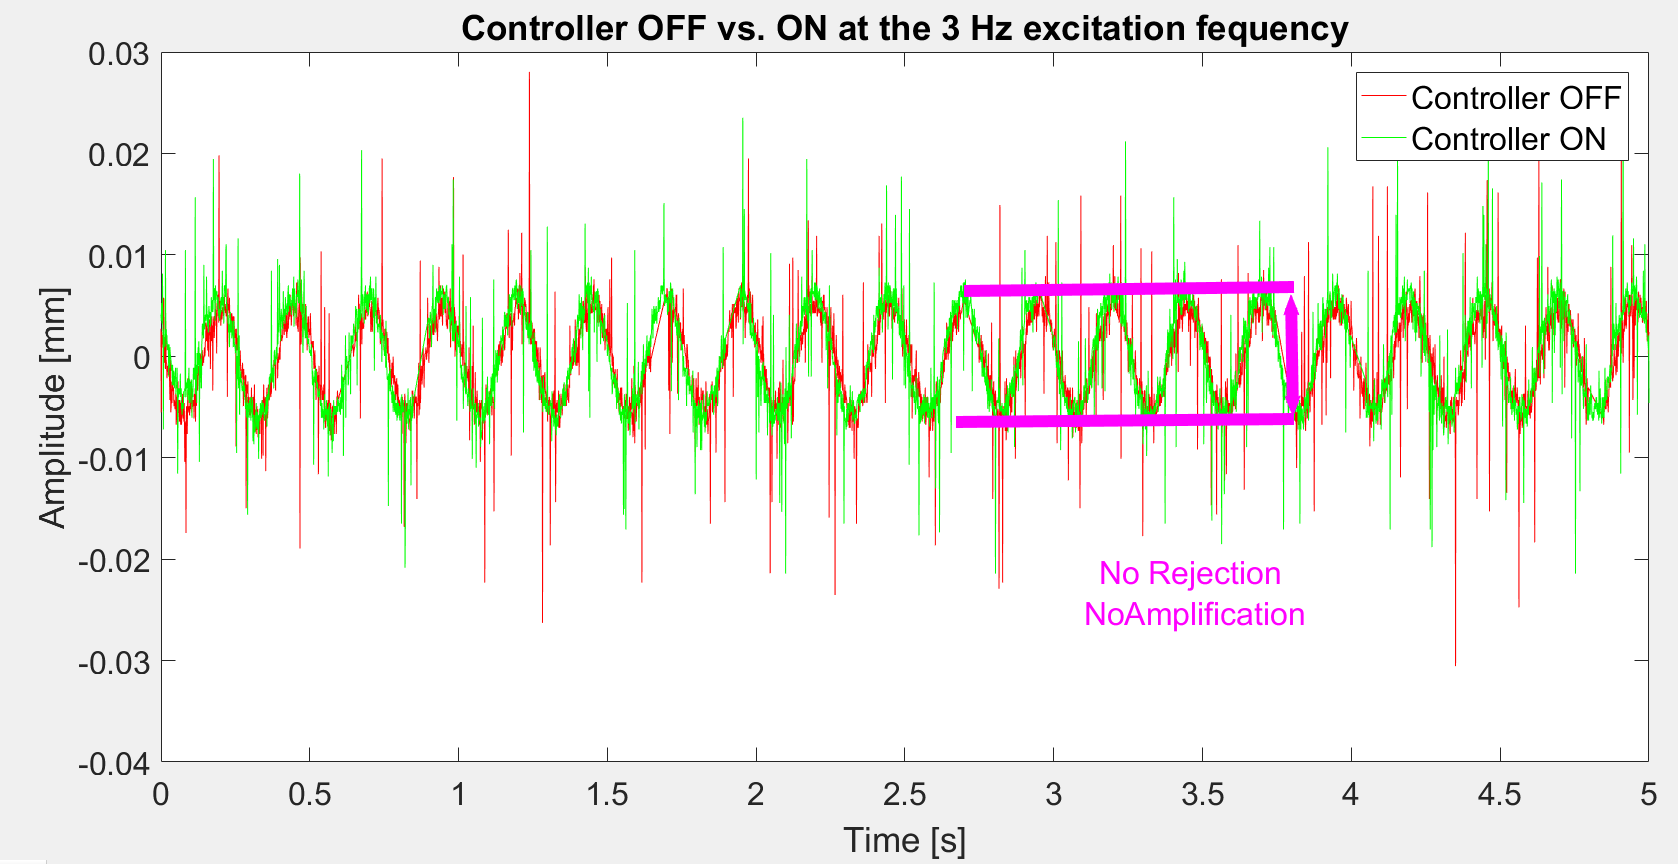 Controller OFF vs. ON at the 3 Hz excitation fequency
0.03
0.02
0.01
0
-0.01
-0.02
-0.03
-0.04
Amplitude [mm]
Controller OFF
Controller ON
No Rejection
NoAmplification
0 0.5 1 1.5 2 2.5 3 3.5 4 4.5 5
Time [s]